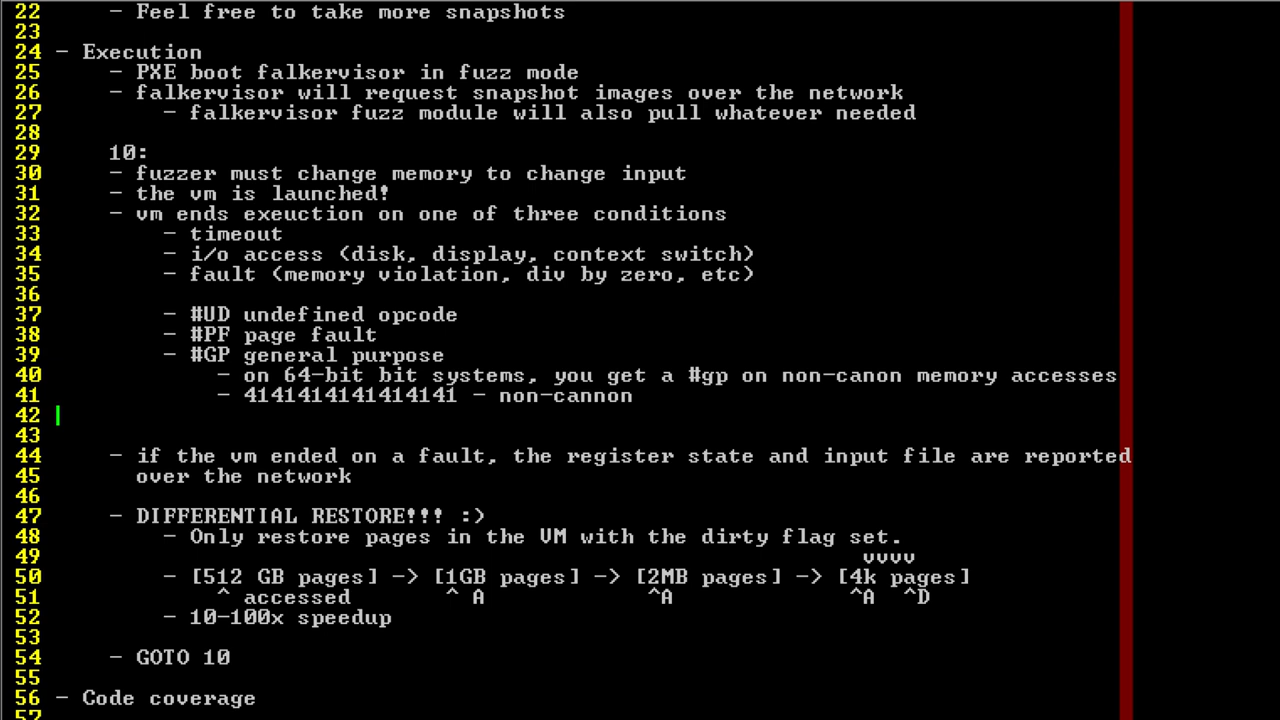 22      - Feel free to take more snapshots
23
24 - Execution
25     - PXE boot falkervisor in fuzz mode
26     - falkervisor will request snapshot images over the network
27         - falkervisor fuzz module will also pull whatever needed
28
29     10:
30     - fuzzer must change memory to change input
31     - the vm is launched!
32     - vm ends exeuction on one of three conditions
33         - timeout
34         - i/o access (disk, display, context switch)
35         - fault (memory violation, div by zero, etc)
36
37         - #UD undefined opcode
38         - #PF page fault
39         - #GP general purpose
40             - on 64-bit bit systems, you get a #gp on non-canon memory accesses
41             - 4141414141414141 - non-cannon
42
43
44     - if the vm ended on a fault, the register state and input file are reported
45       over the network
46
47     - DIFFERENTIAL RESTORE!!! :)
48         - Only restore pages in the VM with the dirty flag set.
49                                                           vvvv
50         - [512 GB pages] -> [1GB pages] -> [2MB pages] -> [4k pages]
51             ^ accessed       ^ A            ^A             ^A  ^D
52         - 10-100x speedup
53
54     - GOTO 10
55
56 - Code coverage
57